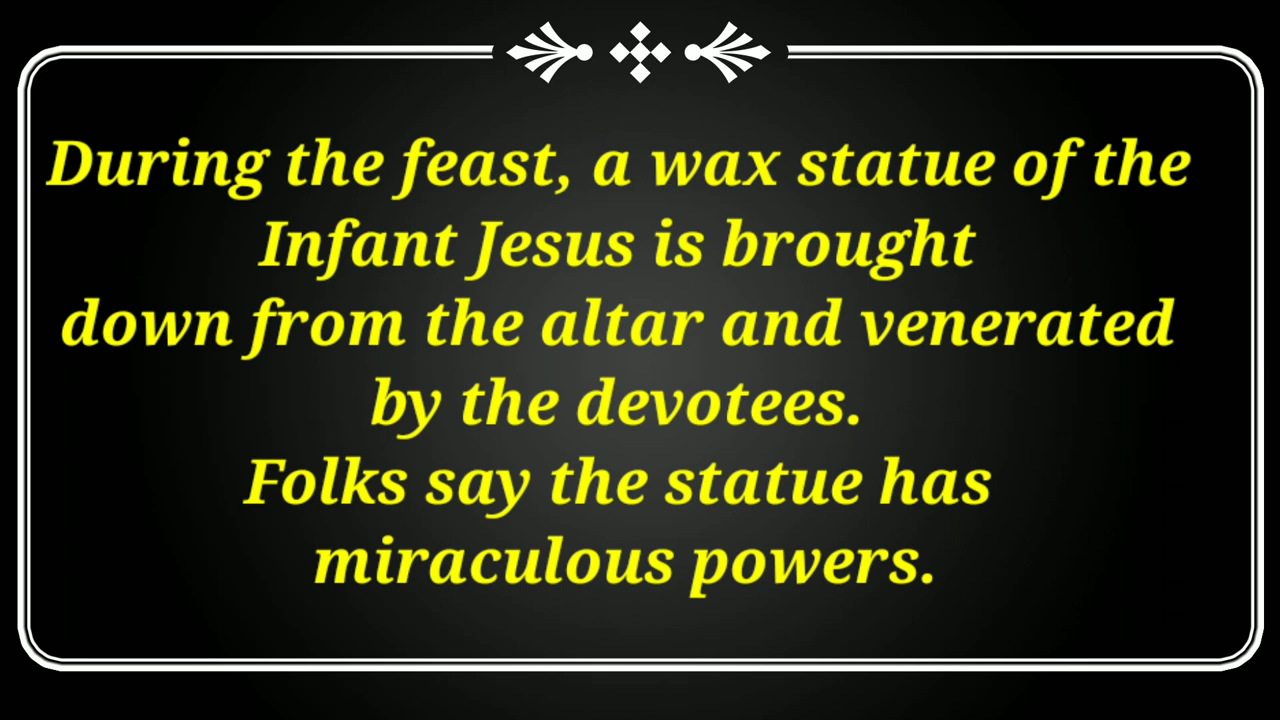 During the feast, a wax statue of the
Infant Jesus is brought
down from the altar and venerated
by the devotees.
Folks say the statue has
miraculous powers.